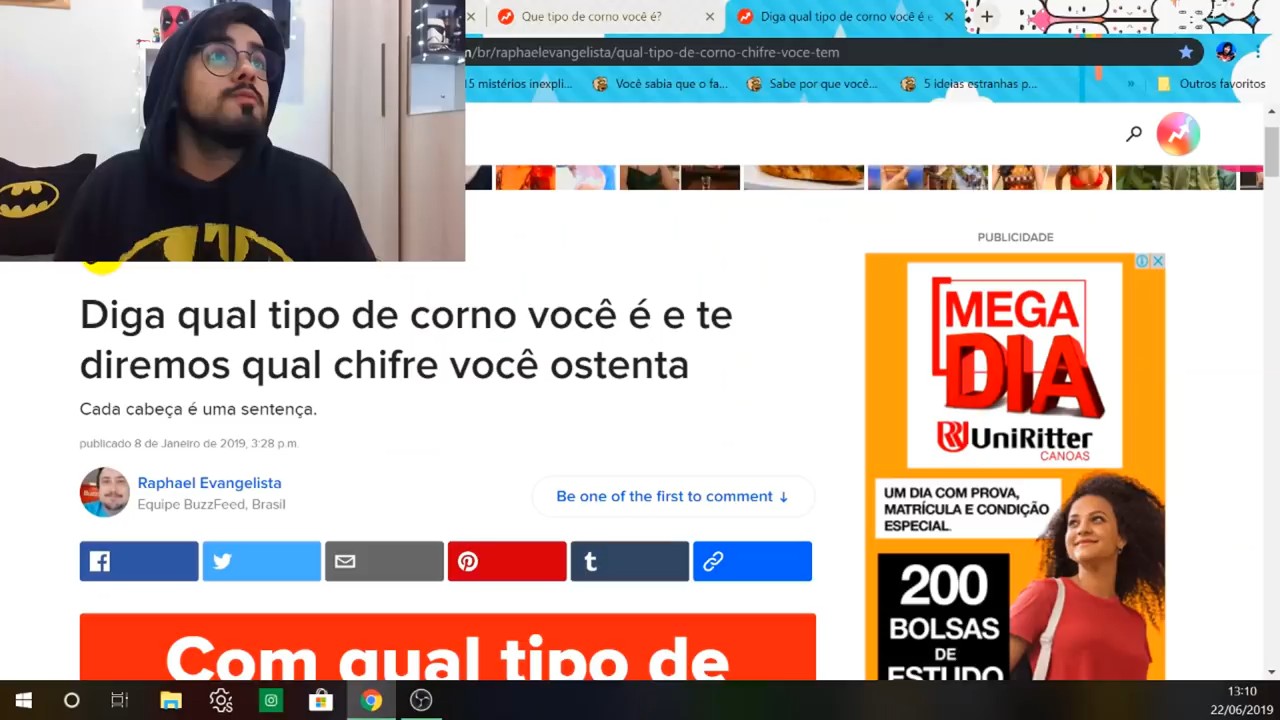 Que tipo de corno você é?
Diga qual tipo de corno você é e
/br/raphaelevangelista/qual-tipo-de-corno-chifre-voce-tem
15 mistérios inexpli...
Você sabia que o fa...
Sabe por que você...
5 ideias estranhas p...
»
Outros favoritos
PUBLICIDADE
Diga qual tipo de corno você é e te
diremos qual chifre você ostenta
Cada cabeça é uma sentença.
publicado 8 de Janeiro de 2019, 3:28 p.m.
Raphael Evangelista
Equipe BuzzFeed, Brasil
Be one of the first to comment ↓
Com qual tipo de
MEGA
DIA
UniRitter
CANOAS
UM DIA COM PROVA,
MATRÍCULA E CONDIÇÃO
ESPECIAL.
200
BOLSAS
DE
ESTUDO
13:10
22/06/2019